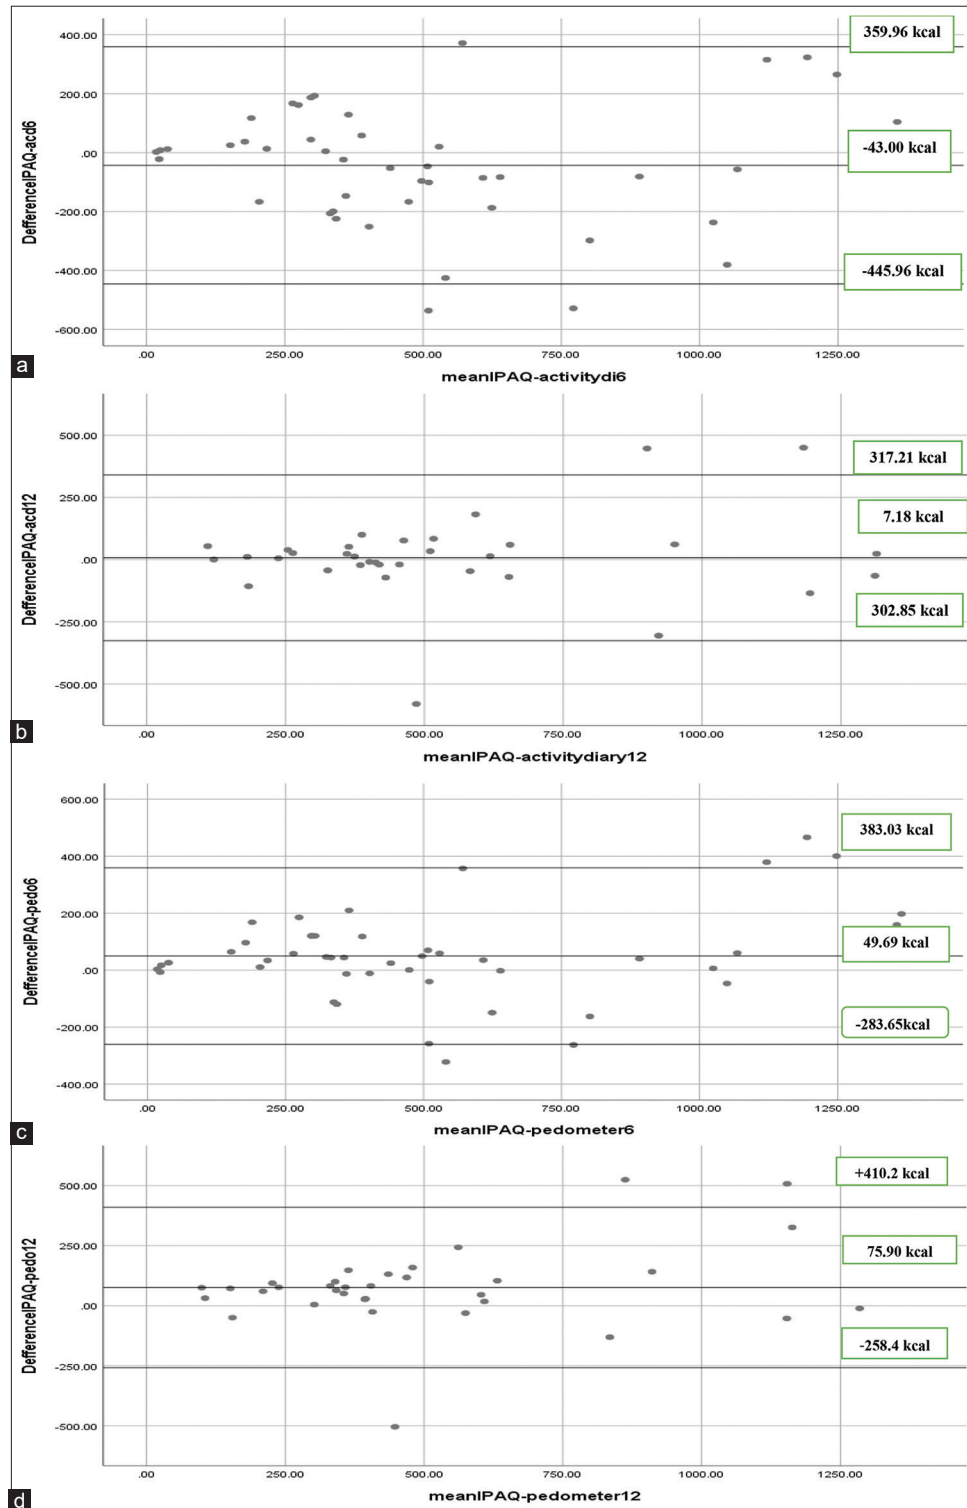 400.00
359.96 kcal
200.00
.00
-43.00 kcal
-200.00
-400.00
-445.96 kcal
-600.00
DefferenceIPAQ-acd6
.00 250.00 500.00 750.00 1000.00 1250.00
a
meanIPAQ-activitydi6
500.00
317.21 kcal
250.00
7.18 kcal
.00
302.85 kcal
-250.00
-500.00
DefferenceIPAQ-acd12
b
.00 250.00 500.00 750.00 1000.00 1250.00
meanIPAQ-activitydiary12
600.00
383.03 kcal
400.00
200.00
49.69 kcal
.00
-283.65kcal
-200.00
-400.00
DefferenceIPAQ-pedo6
.00 250.00 500.00 750.00 1000.00 1250.00
c
meanIPAQ-pedometer6
+410.2 kcal
500.00
250.00
75.90 kcal
.00
-258.4 kcal
-250.00
-500.00
DefferenceIPAQ-pedo12
.00 250.00 500.00 750.00 1000.00 1250.00
d
meanIPAQ-pedometer12